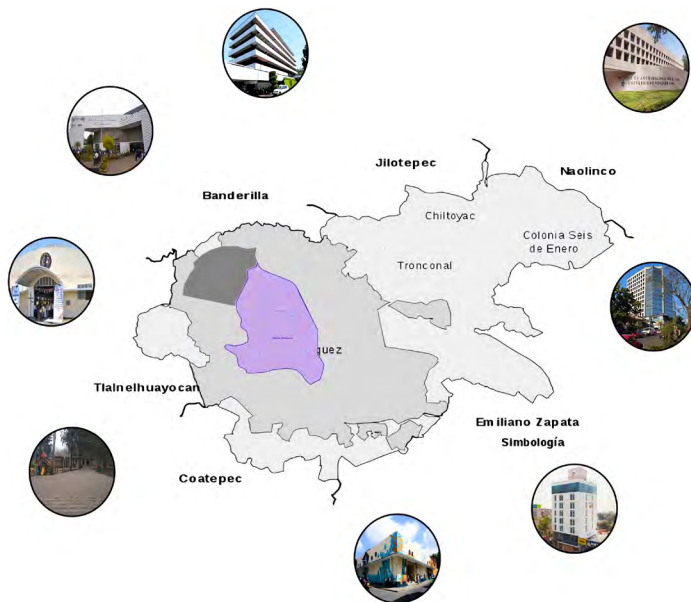 Jilotepec
Naolinco
Banderilla
Chiltoyac
Colonia Seis
de Enero
Tronconal
quez
Tlalnelhuayocan
Emiliano Zapata
Simbología
Coatepec